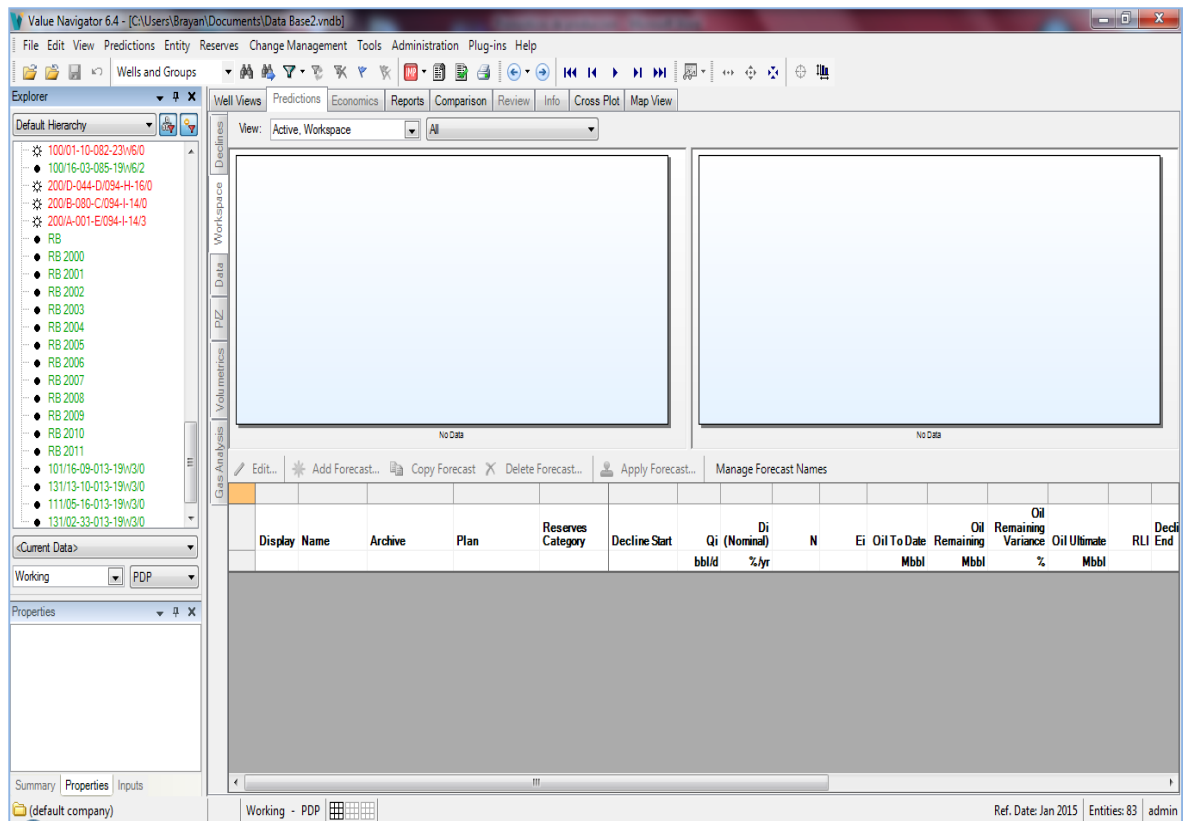 Value Navigator 6.4 - [C:\Users\Brayan\Documents\Data Base2.vndb]
File Edit View Predictions Entity Reserves Change Management Tools Administration Plug-ins Help
Wells and Groups
Explorer
Default Hierarchy
100/01-10-082-23W6/0
100/16-03-085-19W6/2
200/D-044-D/094-H-16/0
200/B-080-C/094-I-14/0
200/A-001-E/094-I-14/3
RB
RB 2000
RB 2001
RB 2002
RB 2003
RB 2004
RB 2005
RB 2006
RB 2007
RB 2008
RB 2009
RB 2010
RB 2011
101/16-09-013-19W3/0
131/13-10-013-19W3/0
111/05-16-013-19W3/0
131/02-33-013-19W3/0
<Current Data>
Working PDP
Properties
Summary Properties Inputs
Well Views Predictions Economics Reports Comparison Review Info Cross Plot Map View
View: Active, Workspace All
Declines
Workspace
Data
P/Z
Volumetrics
Gas Analysis
No Data No Data
Edit... Add Forecast... Copy Forecast Delete Forecast... Apply Forecast... Manage Forecast Names
Display Name Archive Plan Reserves Category Decline Start Qi Di (Nominal) N Ei Oil To Date Oil Remaining Oil Remaining Variance Oil Ultimate RLI Decli End
bbl/d %/yr Mbbl Mbbl % Mbbl
(default company) Working - PDP Ref. Date: Jan 2015 Entities: 83 admin